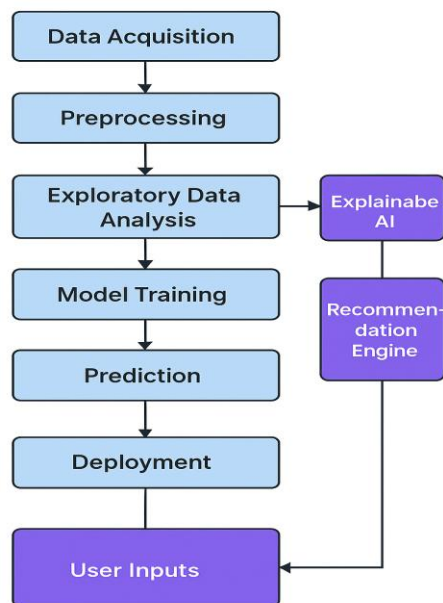 Data Acquisition
Preprocessing
Exploratory Data
Analysis
Explainabe
AI
Model Training
Recommen-
dation
Engine
Prediction
Deployment
User Inputs